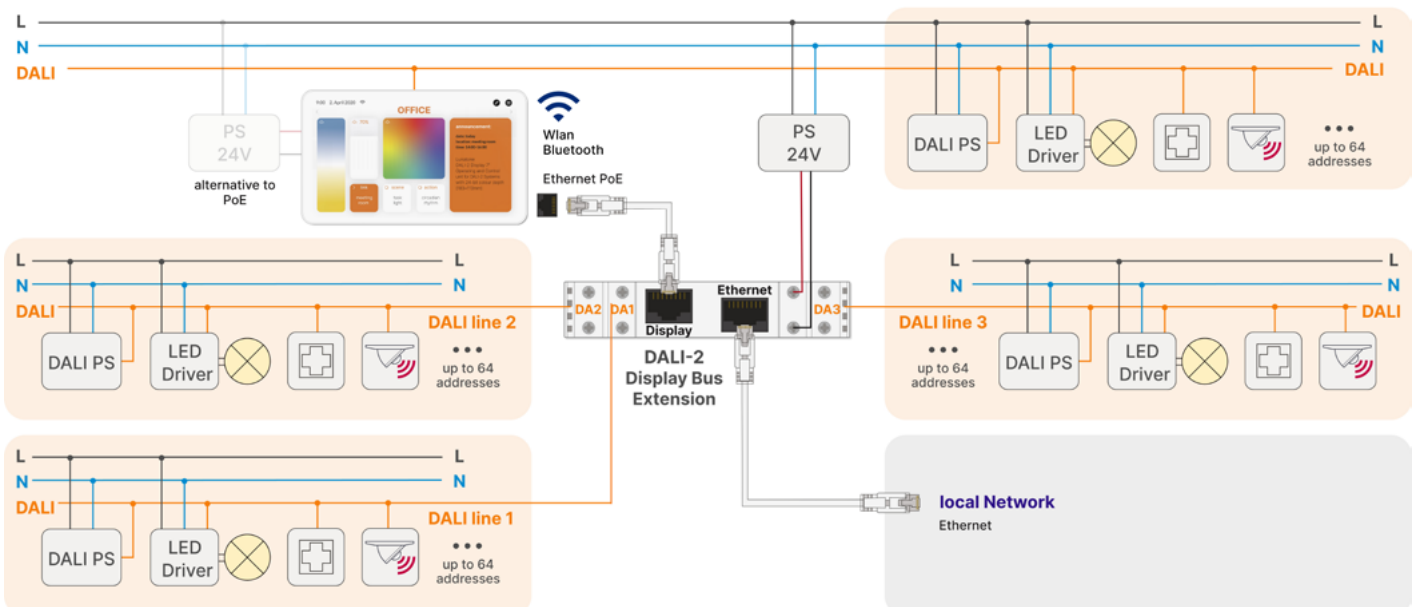 L
L
N
N
DALI
DALI
PS
24V
alternative to
PoE
OFFICE
announcement
Wlan
Bluetooth
Ethernet PoE
PS
24V
DALI PS
LED
Driver
up to 64
addresses
L
L
N
N
DALI
DALI line 2
DALI PS
LED
Driver
up to 64
addresses
DA2
DA1
Display
Ethernet
DA3
DALI-2
Display Bus
Extension
L
L
N
N
DALI line 3
DALI
up to 64
addresses
DALI PS
LED
Driver
L
L
N
N
DALI
DALI line 1
DALI PS
LED
Driver
up to 64
addresses
local Network
Ethernet